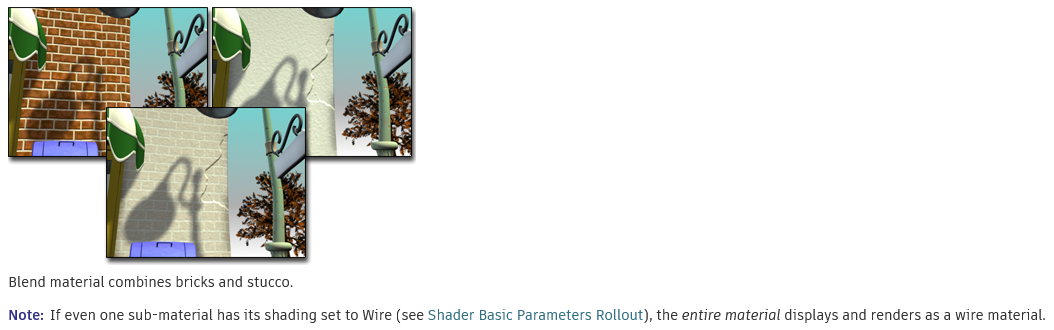 Blend material combines bricks and stucco.
Note: If even one sub-material has its shading set to Wire (see Shader Basic Parameters Rollout), the entire material displays and renders as a wire material.